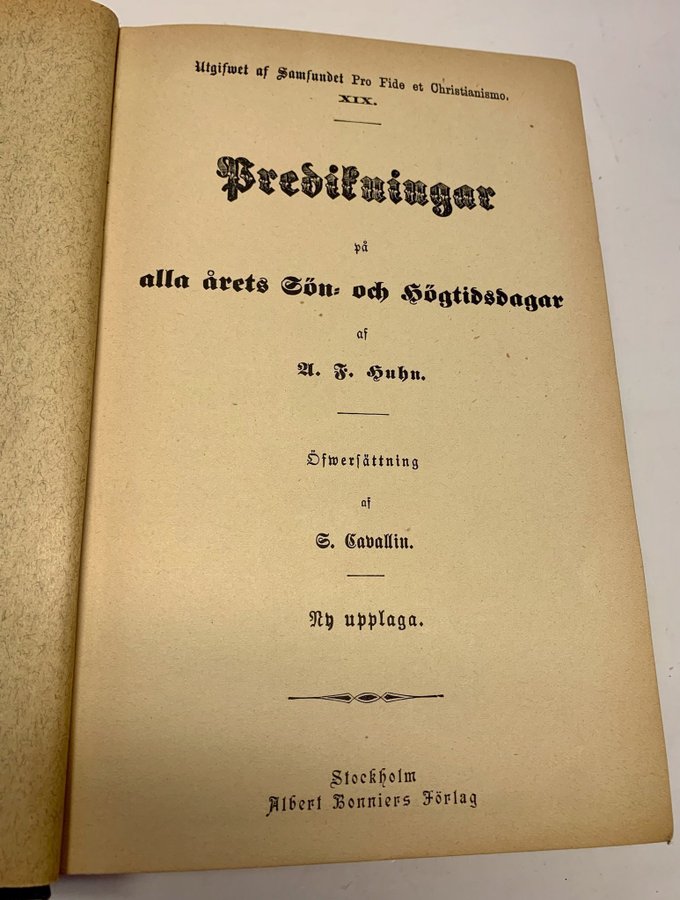 Utgifwet af Samfundet Pro Fide et Christianismo.
XIX.
Predikningar
på
alla årets Sön- och Högtidsdagar
af
A. F. Huhn.
Öfwersättning
af
S. Cavallin.
Ny upplaga.
Stockholm
Albert Bonniers Förlag